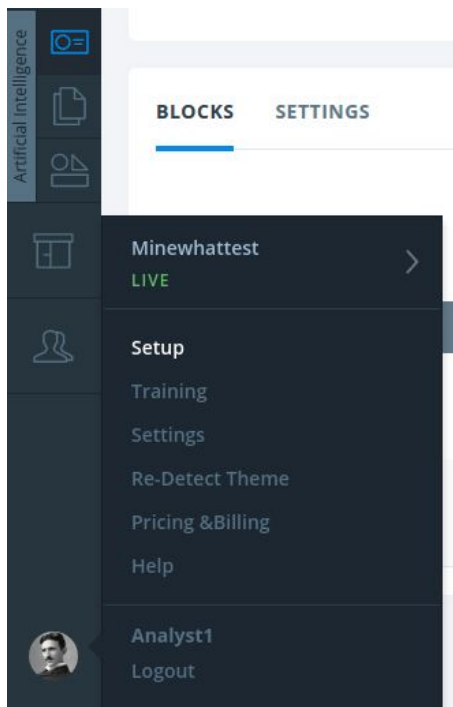 Artificial Intelligence
BLOCKS SETTINGS
Minewhattest
LIVE
Setup
Training
Settings
Re-Detect Theme
Pricing &Billing
Help
Analyst1
Logout